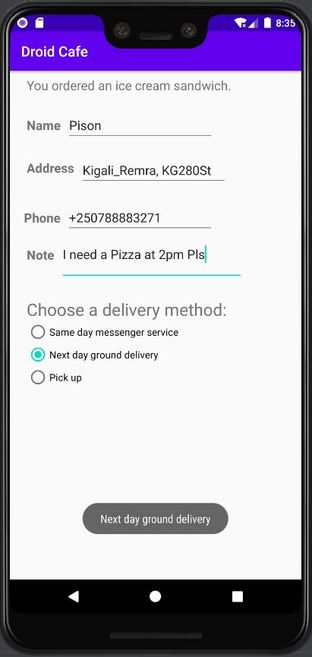 8:35
Droid Cafe
You ordered an ice cream sandwich.
Name Pison
Address Kigali_Remra, KG280St
Phone +250788883271
Note I need a Pizza at 2pm Pls
Choose a delivery method:
Same day messenger service
Next day ground delivery
Pick up
Next day ground delivery